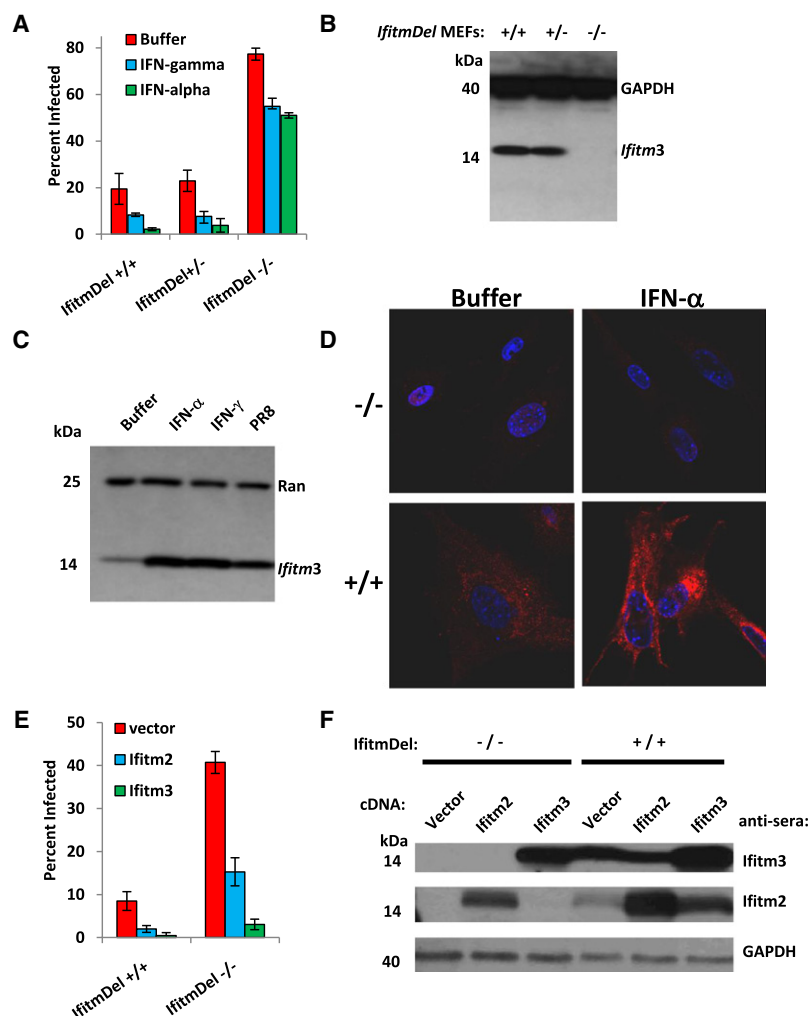 A
Buffer
IFN-gamma
IFN-alpha
Percent Infected
80
60
40
20
0
IfitmDel +/+
IfitmDel+/-
IfitmDel -/-
B
IfitmDel MEFs: +/+ +/- -/-
kDa
40 GAPDH
14 Ifitm3
C
Buffer IFN-α IFN-γ PR8
kDa
25 Ran
14 Ifitm3
D
Buffer IFN-α
-/-
+/+
E
vector
Ifitm2
Ifitm3
Percent Infected
50
40
30
20
10
0
IfitmDel +/+
IfitmDel -/-
F
IfitmDel: - / - + / +
cDNA: Vector Ifitm2 Ifitm3 Vector Ifitm2 Ifitm3 anti-sera:
kDa
14 Ifitm3
14 Ifitm2
40 GAPDH